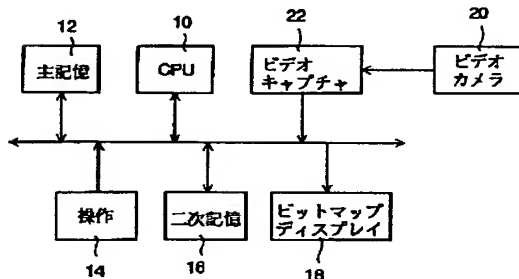 12
10
22
20
主記憶
CPU
ビデオ
キャプチャ
ビデオ
カメラ
操作
二次記憶
ビットマップ
ディスプレイ
14
16
18